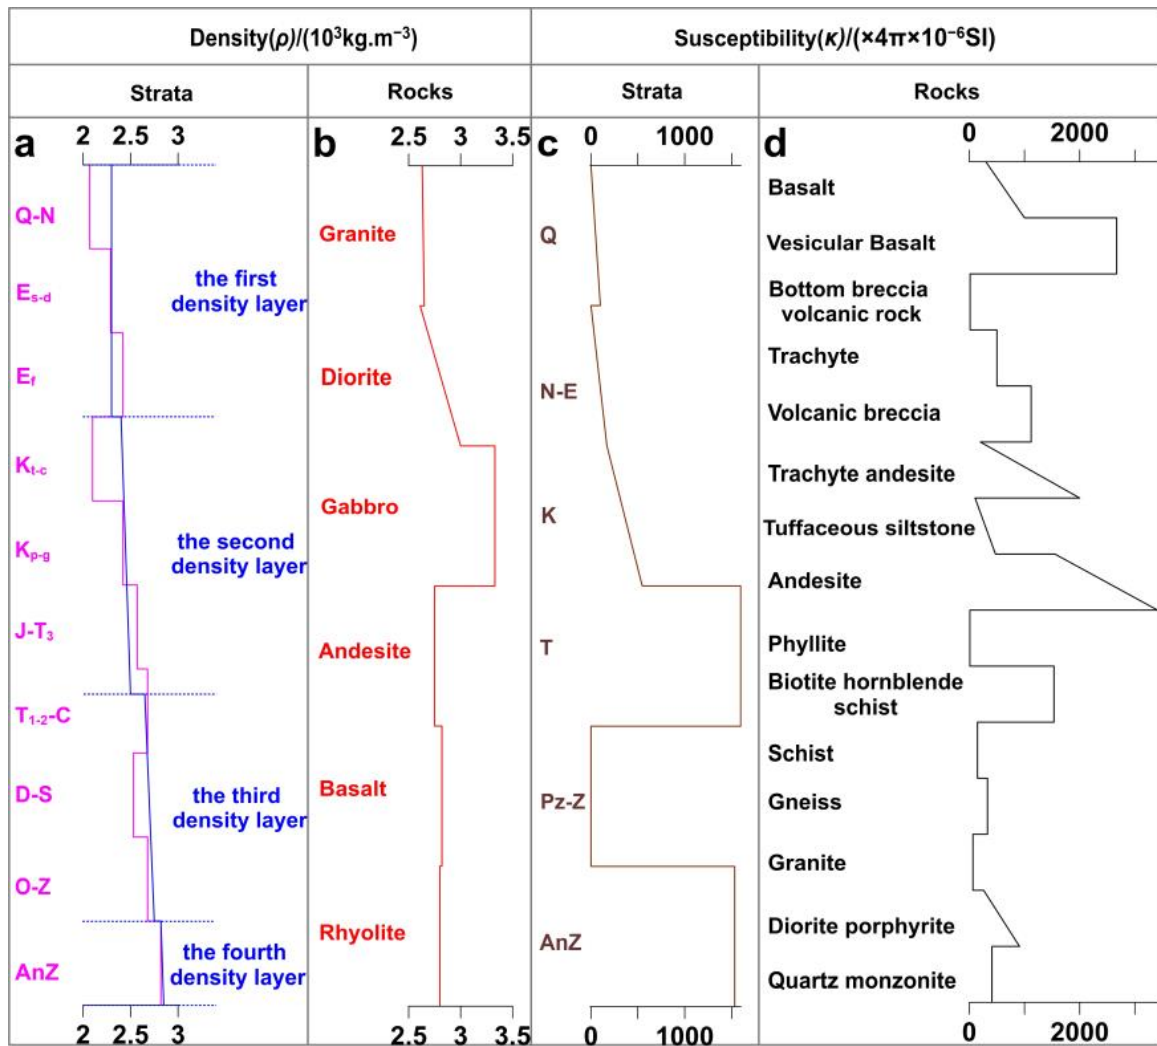 Density(ρ)/(10³kg.m⁻³)
Susceptibility(κ)/(×4π×10⁻⁶SI)
Strata
Rocks
Strata
Rocks
a
2 2.5 3
Q-N
E_{s-d}
E_f
K_{t-c}
K_{p-g}
J-T₃
T₁₋₂-C
D-S
O-Z
AnZ
the first
density layer
the second
density layer
the third
density layer
the fourth
density layer
2 2.5 3
b
2.5 3 3.5
Granite
Diorite
Gabbro
Andesite
Basalt
Rhyolite
2.5 3 3.5
c
0 1000
Q
N-E
K
T
Pz-Z
AnZ
0 1000
d
0 2000
Basalt
Vesicular Basalt
Bottom breccia
volcanic rock
Trachyte
Volcanic breccia
Trachyte andesite
Tuffaceous siltstone
Andesite
Phyllite
Biotite hornblende
schist
Schist
Gneiss
Granite
Diorite porphyrite
Quartz monzonite
0 2000